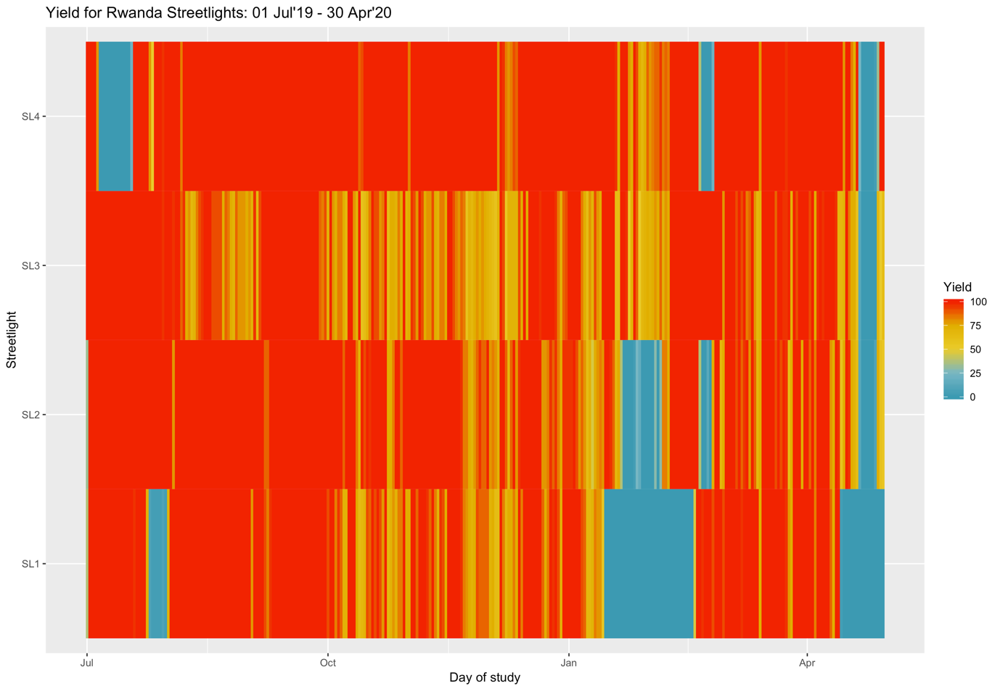 Yield for Rwanda Streetlights: 01 Jul'19 - 30 Apr'20
SL4
SL3
SL2
SL1
Streetlight
Jul
Oct
Jan
Apr
Day of study
Yield
100
75
50
25
0